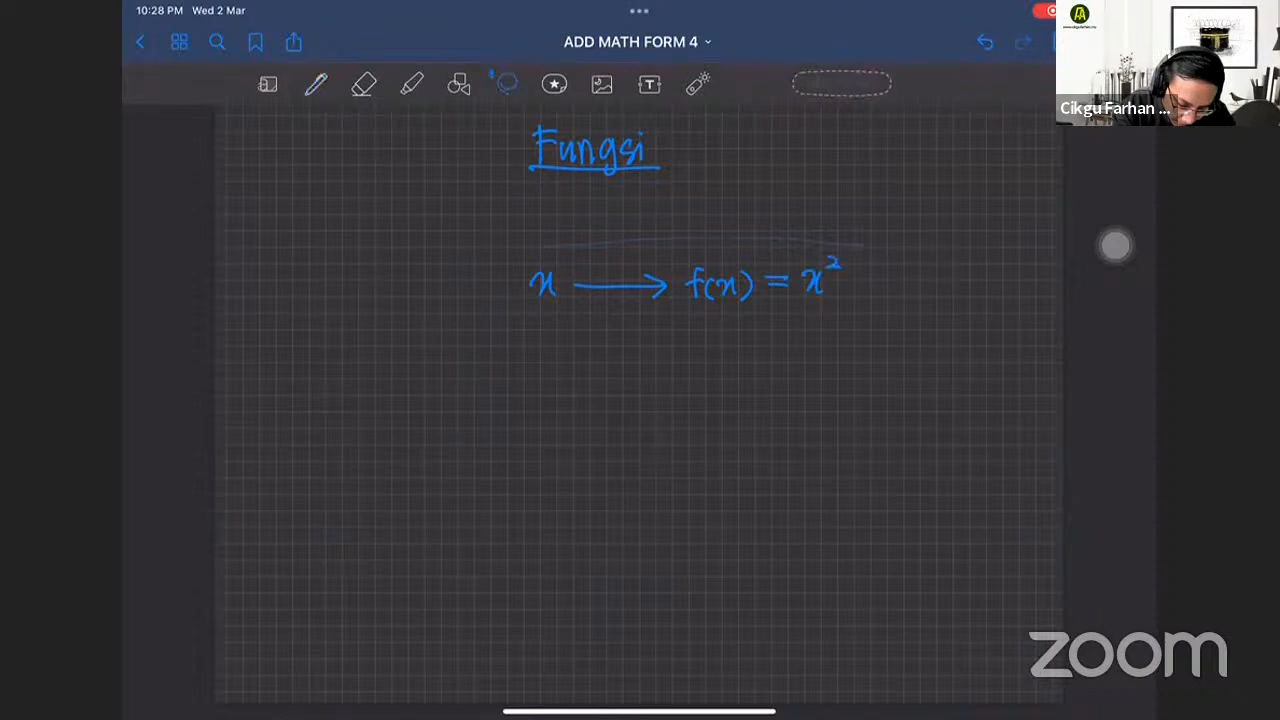 10:28 PM Wed 2 Mar
ADD MATH FORM 4
T
Cikgu Farhan ...
Fungsi
x ⟶ f(x) = x²
zoom